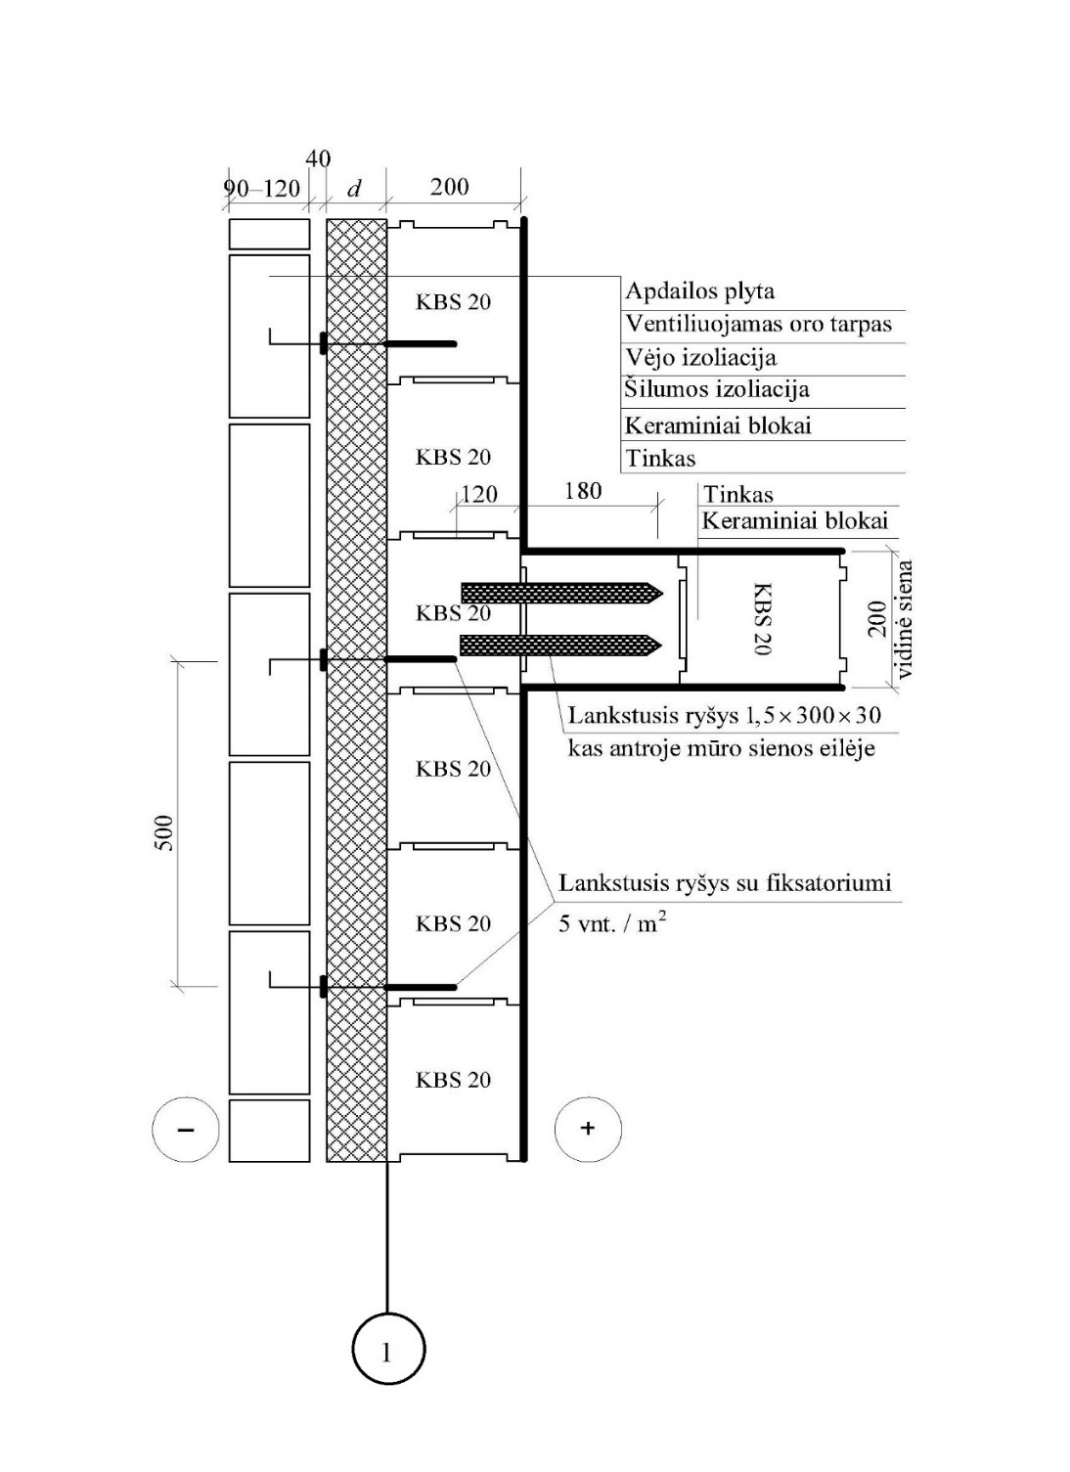 40
90–120
d
200
KBS 20
Apdailos plyta
Ventiliuojamas oro tarpas
Vėjo izoliacija
Šilumos izoliacija
Keraminiai blokai
Tinkas
KBS 20
120
180
Tinkas
Keraminiai blokai
KBS 20
KBS 20
200
vidinė siena
Lankstusis ryšys 1,5×300×30
kas antroje mūro sienos eilėje
KBS 20
500
Lankstusis ryšys su fiksatoriumi
5 vnt. / m²
KBS 20
KBS 20
–
+
1